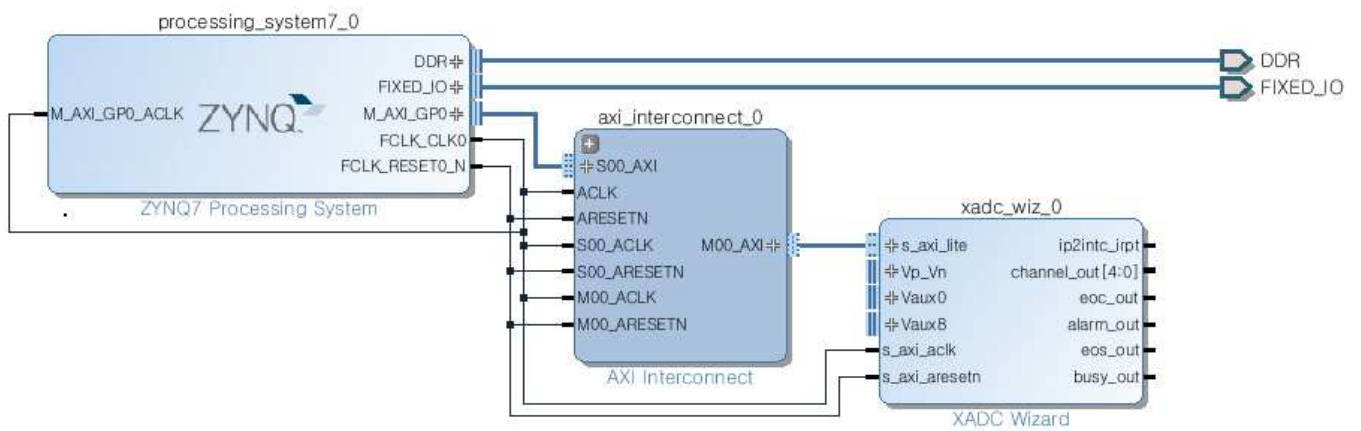 processing_system7_0
DDR
FIXED_IO
M_AXI_GP0_ACLK
ZYNQ
M_AXI_GP0
FCLK_CLK0
FCLK_RESET0_N
ZYNQ7 Processing System
DDR
FIXED_IO
axi_interconnect_0
S00_AXI
ACLK
ARESETN
S00_ACLK
M00_AXI
S00_ARESETN
M00_ACLK
M00_ARESETN
AXI Interconnect
xadc_wiz_0
s_axi_lite
ip2intc_irpt
Vp_Vn
channel_out[4:0]
Vaux0
eoc_out
Vaux8
alarm_out
s_axi_aclk
eos_out
s_axi_aresetn
busy_out
XADC Wizard